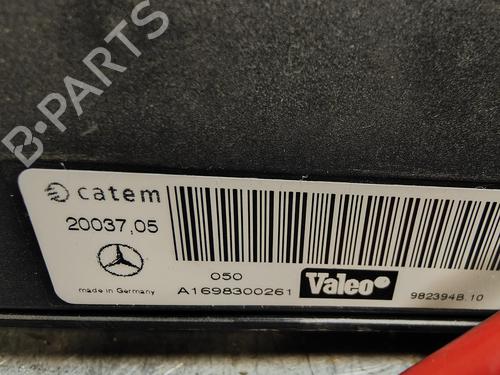 B-PARTS
catem
20037,05
made in Germany
050
A1698300261
Valeo
982394B.10